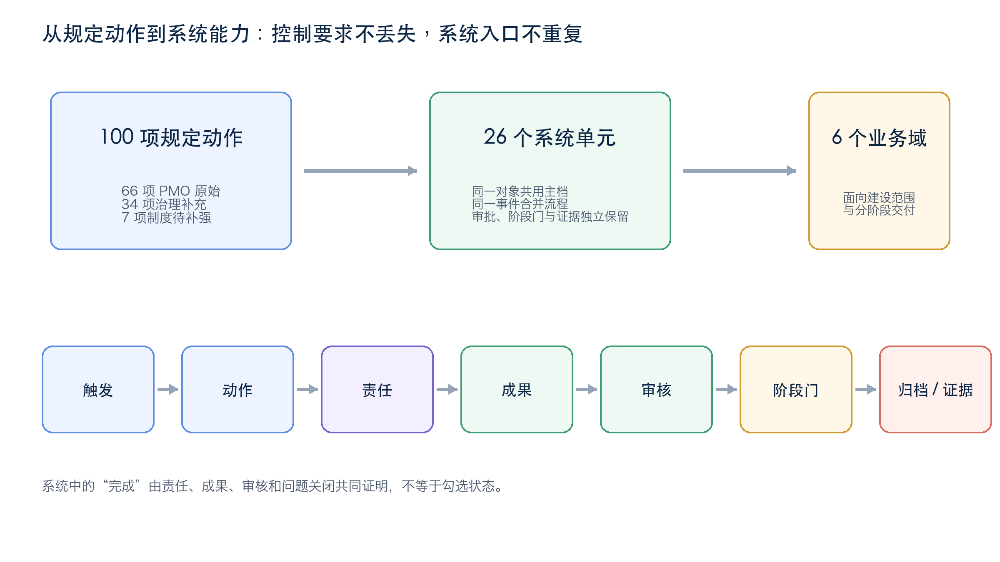 从规定动作到系统能力：控制要求不丢失，系统入口不重复
100 项规定动作
66 项 PMO 原始
34 项治理补充
7 项制度待补强
26 个系统单元
同一对象共用主档
同一事件合并流程
审批、阶段门与证据独立保留
6 个业务域
面向建设范围
与分阶段交付
触发
动作
责任
成果
审核
阶段门
归档 / 证据
系统中的“完成”由责任、成果、审核和问题关闭共同证明，不等于勾选状态。